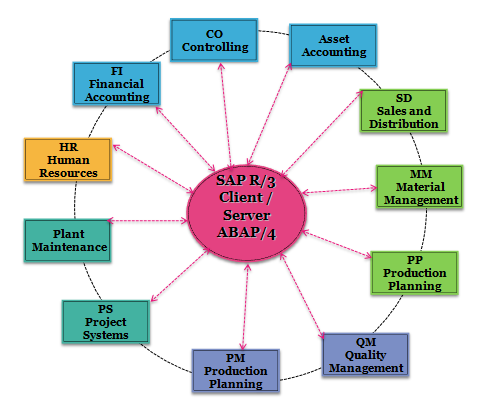 CO
Controlling
Asset
Accounting
FI
Financial
Accounting
SD
Sales and
Distribution
HR
Human
Resources
SAP R/3
Client /
Server
ABAP/4
MM
Material
Management
Plant
Maintenance
PP
Production
Planning
PS
Project
Systems
PM
Production
Planning
QM
Quality
Management